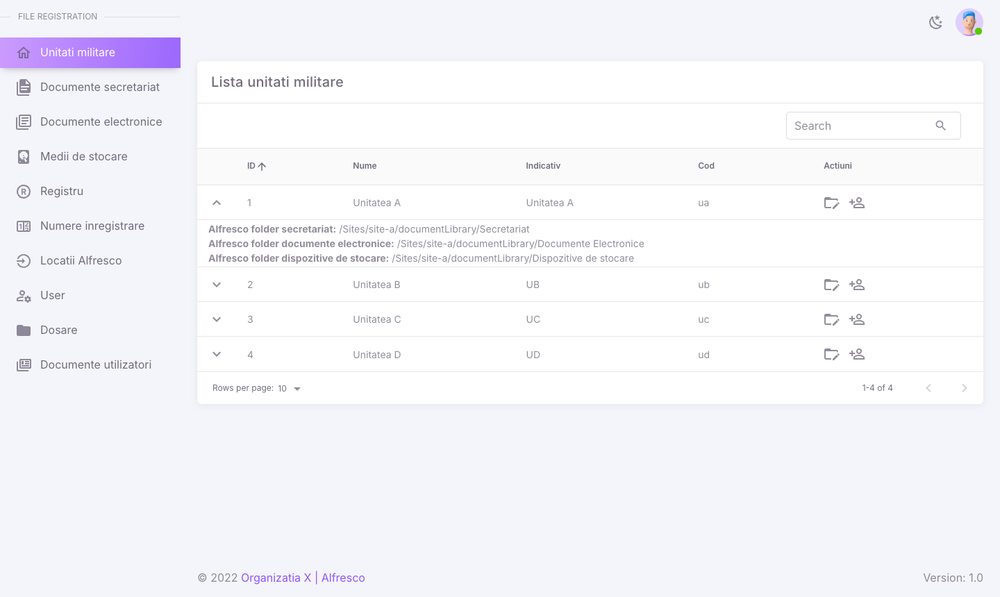 FILE REGISTRATION
Unitati militare
Documente secretariat
Documente electronice
Medii de stocare
Registru
Numere inregistrare
Locatii Alfresco
User
Dosare
Documente utilizatori
Lista unitati militare
Search
ID Nume Indicativ Cod Actiuni
1 Unitatea A Unitatea A ua
Alfresco folder secretariat: /Sites/site-a/documentLibrary/Secretariat
Alfresco folder documente electronice: /Sites/site-a/documentLibrary/Documente Electronice
Alfresco folder dispozitive de stocare: /Sites/site-a/documentLibrary/Dispozitive de stocare
2 Unitatea B UB ub
3 Unitatea C UC uc
4 Unitatea D UD ud
Rows per page: 10 1-4 of 4
© 2022 Organizatia X | Alfresco Version: 1.0